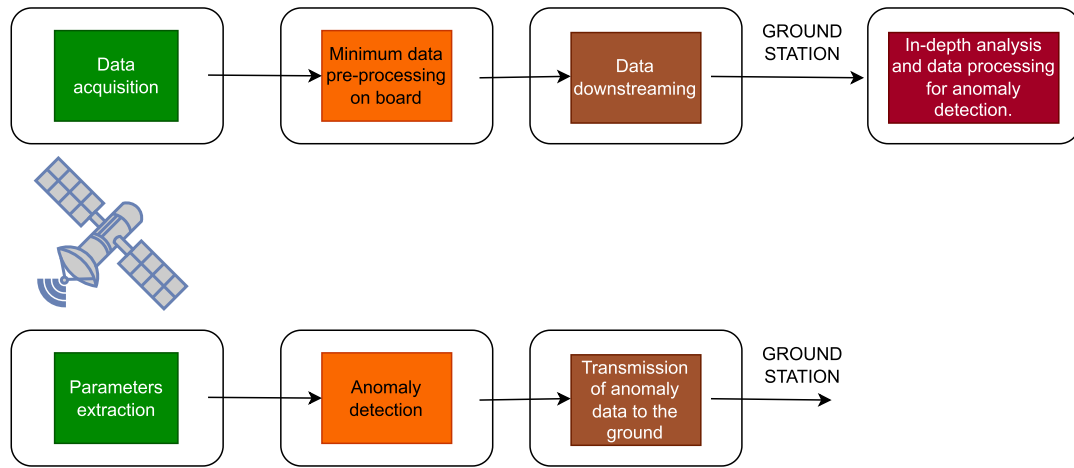 Data
acquisition
Minimum data
pre-processing
on board
Data
downstreaming
GROUND
STATION
In-depth analysis
and data processing
for anomaly
detection.
Parameters
extraction
Anomaly
detection
Transmission
of anomaly
data to the
ground
GROUND
STATION